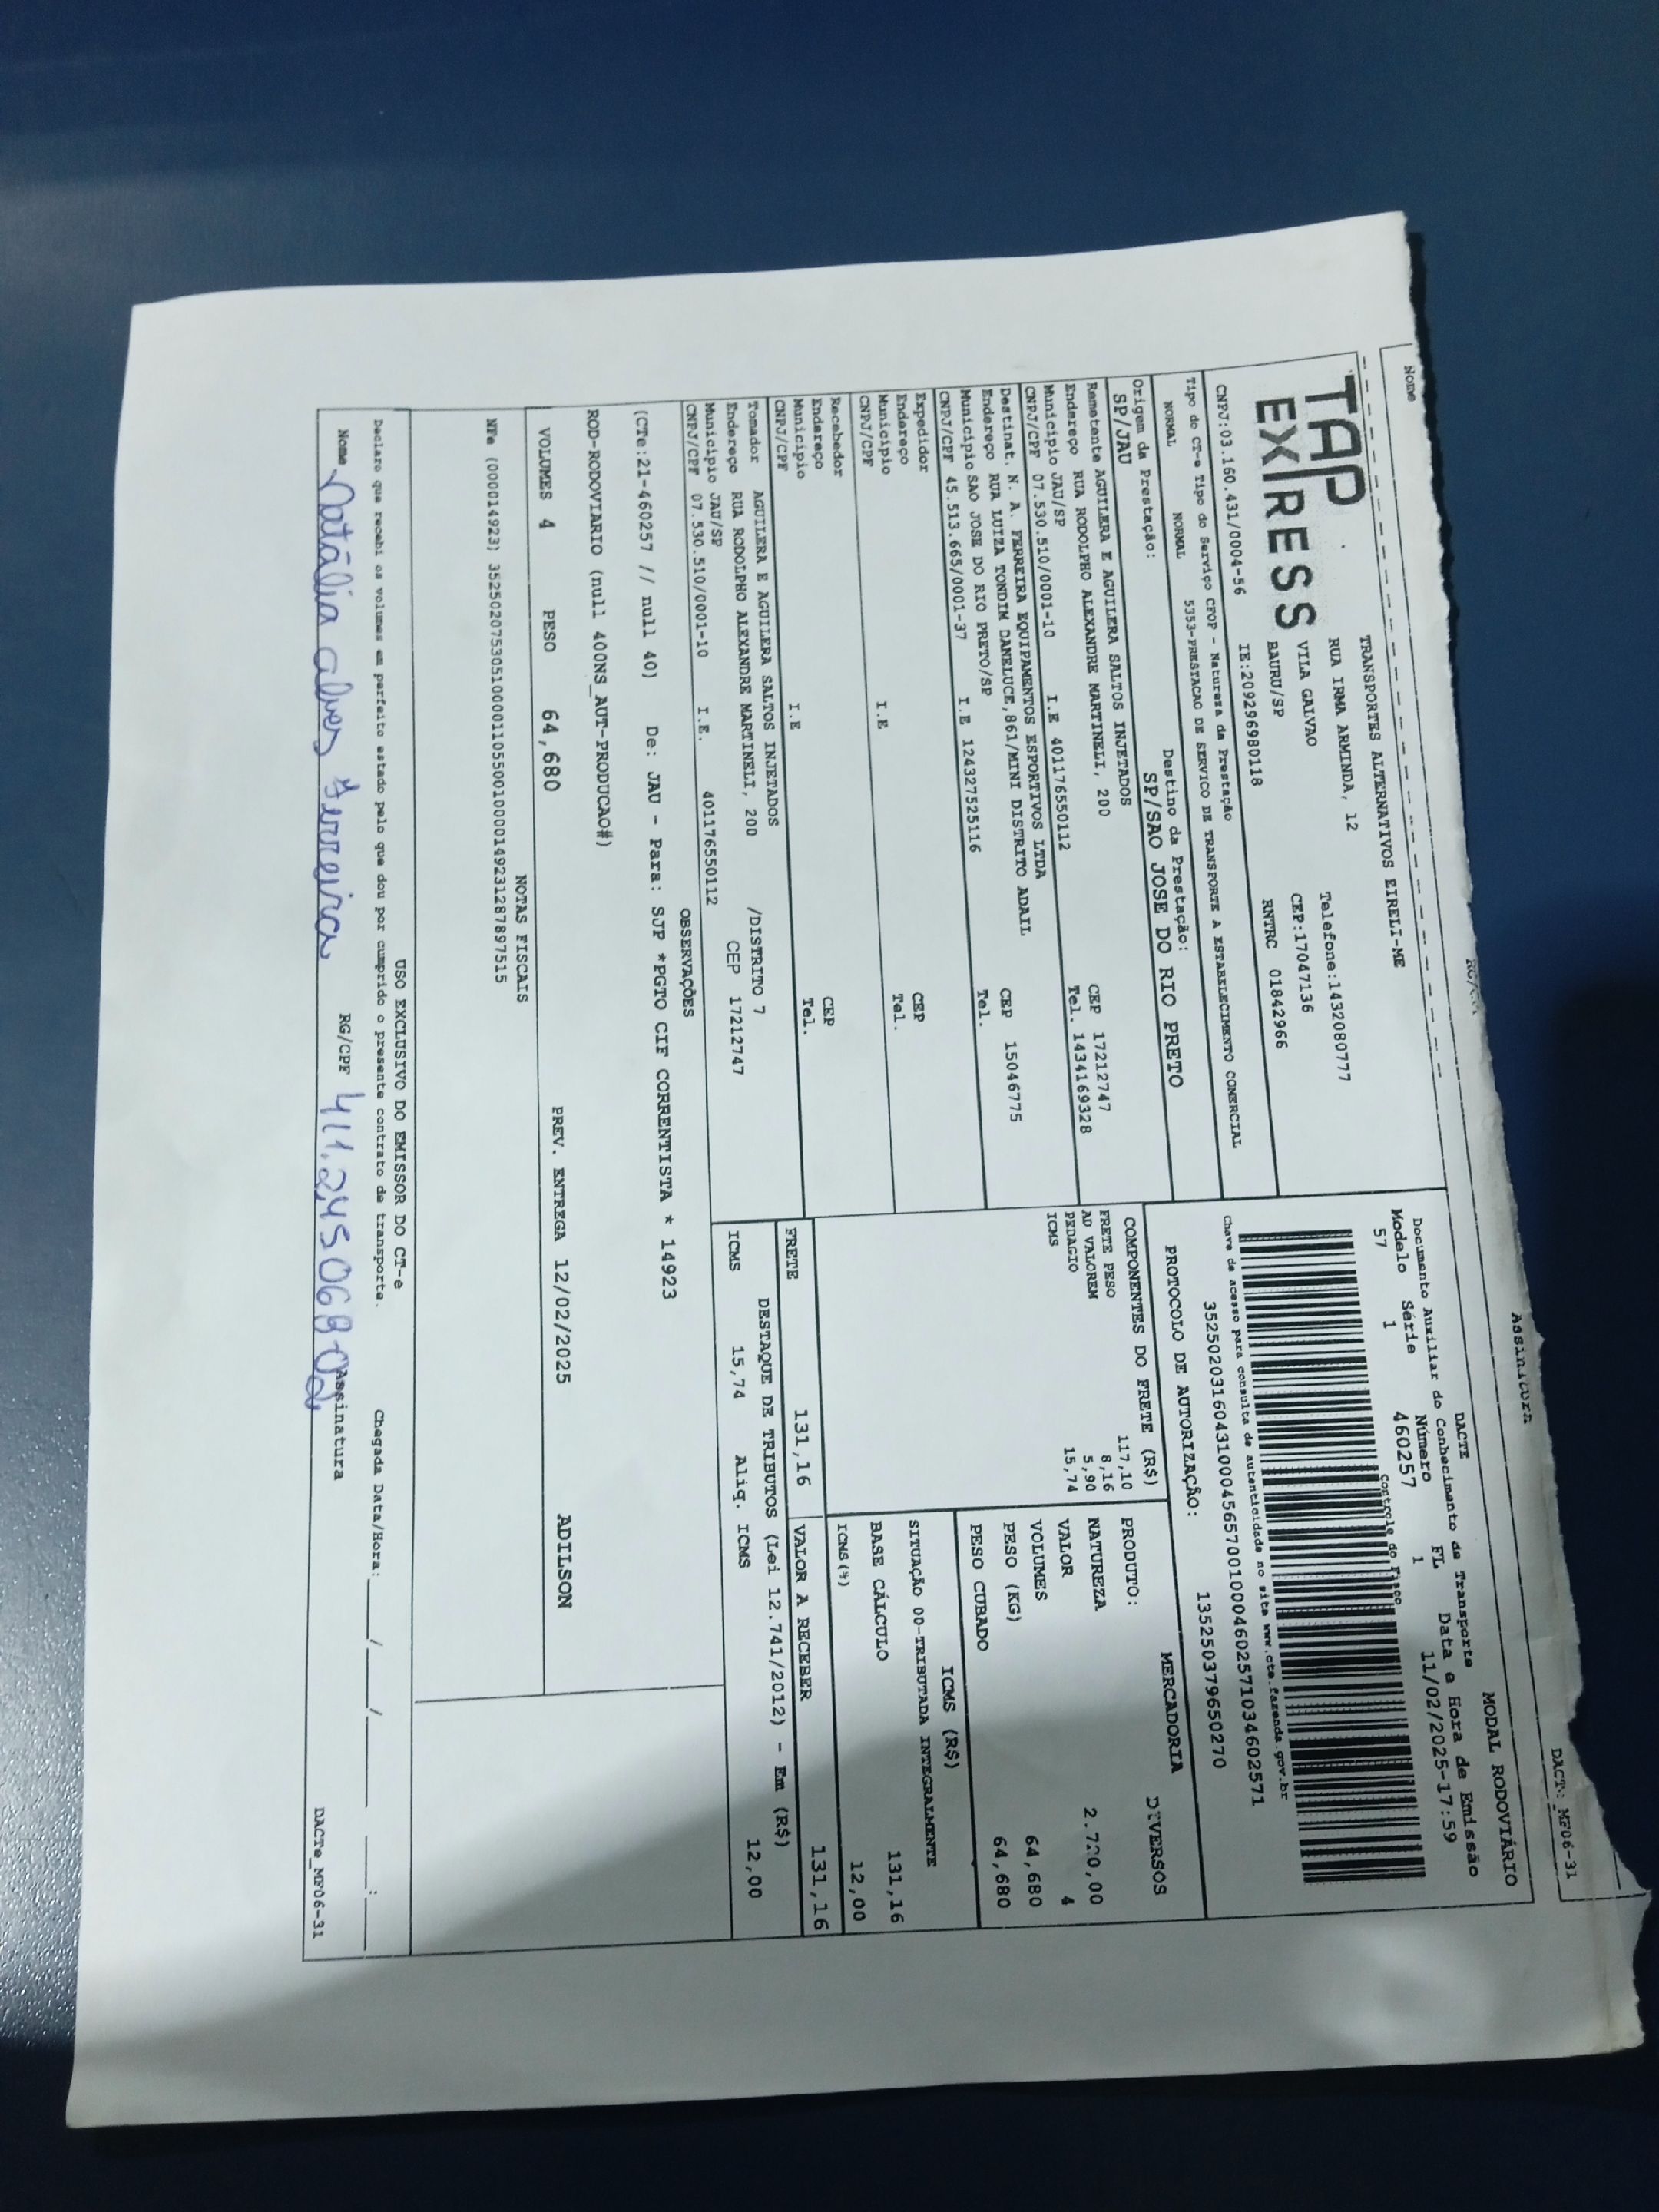 Nome
Assinatura
DACTe_MF06-31
TAP
EXPRESS
TRANSPORTES ALTERNATIVOS EIRELI-ME
RUA IRMA ARMINDA, 12 Telefone:1432080777
VILA GALVAO CEP:17047136
BAURU/SP RNTRC 01842966
CNPJ:03.160.431/0004-56 IE:209296980118
Tipo do CT-e Tipo do Serviço CFOP - Natureza da Prestação
NORMAL NORMAL 5353-PRESTACAO DE SERVICO DE TRANSPORTE A ESTABELECIMENTO COMERCIAL
Origem da Prestação: Destino da Prestação:
SP/JAU SP/SAO JOSE DO RIO PRETO
MODAL RODOVIÁRIO
DACTE
Documento Auxiliar do Conhecimento de Transporte
Modelo Série Número FL Data e Hora de Emissão
57 1 460257 1 11/02/2025-17:59
Controle do Fisco
Chave de acesso para consulta de autenticidade no site www.cte.fazenda.gov.br
35250203160431000456570010004602571034602571
PROTOCOLO DE AUTORIZAÇÃO: 135250379650270
Remetente AGUILERA E AGUILERA SALTOS INJETADOS
Endereço RUA RODOLPHO ALEXANDRE MARTINELI, 200 CEP 17212747
Município JAU/SP Tel. 1434169328
CNPJ/CPF 07.530.510/0001-10 I.E 401176550112
Destinat. N. A. FERREIRA EQUIPAMENTOS ESPORTIVOS LTDA
Endereço RUA LUIZA TONDIM DANELUCE,861/MINI DISTRITO ADAIL CEP 15046775
Município SAO JOSE DO RIO PRETO/SP Tel.
CNPJ/CPF 45.513.665/0001-37 I.E 124327525116
Expedidor
Endereço CEP
Município Tel.
CNPJ/CPF I.E
Recebedor
Endereço CEP
Município Tel.
CNPJ/CPF I.E
Tomador AGUILERA E AGUILERA SALTOS INJETADOS
Endereço RUA RODOLPHO ALEXANDRE MARTINELI, 200 /DISTRITO 7
Município JAU/SP CEP 17212747
CNPJ/CPF 07.530.510/0001-10 I.E. 401176550112
COMPONENTES DO FRETE (R$)
FRETE PESO 117,10
AD VALOREM 8,16
PEDAGIO 5,90
ICMS 15,74
MERCADORIA
PRODUTO: DIVERSOS
NATUREZA
VALOR
VOLUMES 4
PESO (KG) 64,680
PESO CUBADO 64,680
ICMS (R$)
SITUAÇÃO 00-TRIBUTADA INTEGRALMENTE
BASE CÁLCULO 131,16
ICMS(%) 12,00
FRETE 131,16 VALOR A RECEBER 131,16
DESTAQUE DE TRIBUTOS (Lei 12.741/2012) - Em (R$)
ICMS 15,74 Aliq. ICMS 12,00
OBSERVAÇÕES
(CTe:21-460257 // null 40) De: JAU - Para: SJP *PGTO CIF CORRENTISTA * 14923
ROD-RODOVIARIO (null 400NS_AUT-PRODUCAO#)
VOLUMES 4 PESO 64,680 PREV. ENTREGA 12/02/2025 ADILSON
NOTAS FISCAIS
NFe (000014923) 35250207530510000110550010000149231287897515
USO EXCLUSIVO DO EMISSOR DO CT-e
Declaro que recebi os volumes em perfeito estado pelo que dou por cumprido o presente contrato de transporte. Chegada Data/Hora:____/____/______ ____:____
Nome Natália alves Ferreira RG/CPF 411.245068-02 Assinatura
DACTe_MF06-31